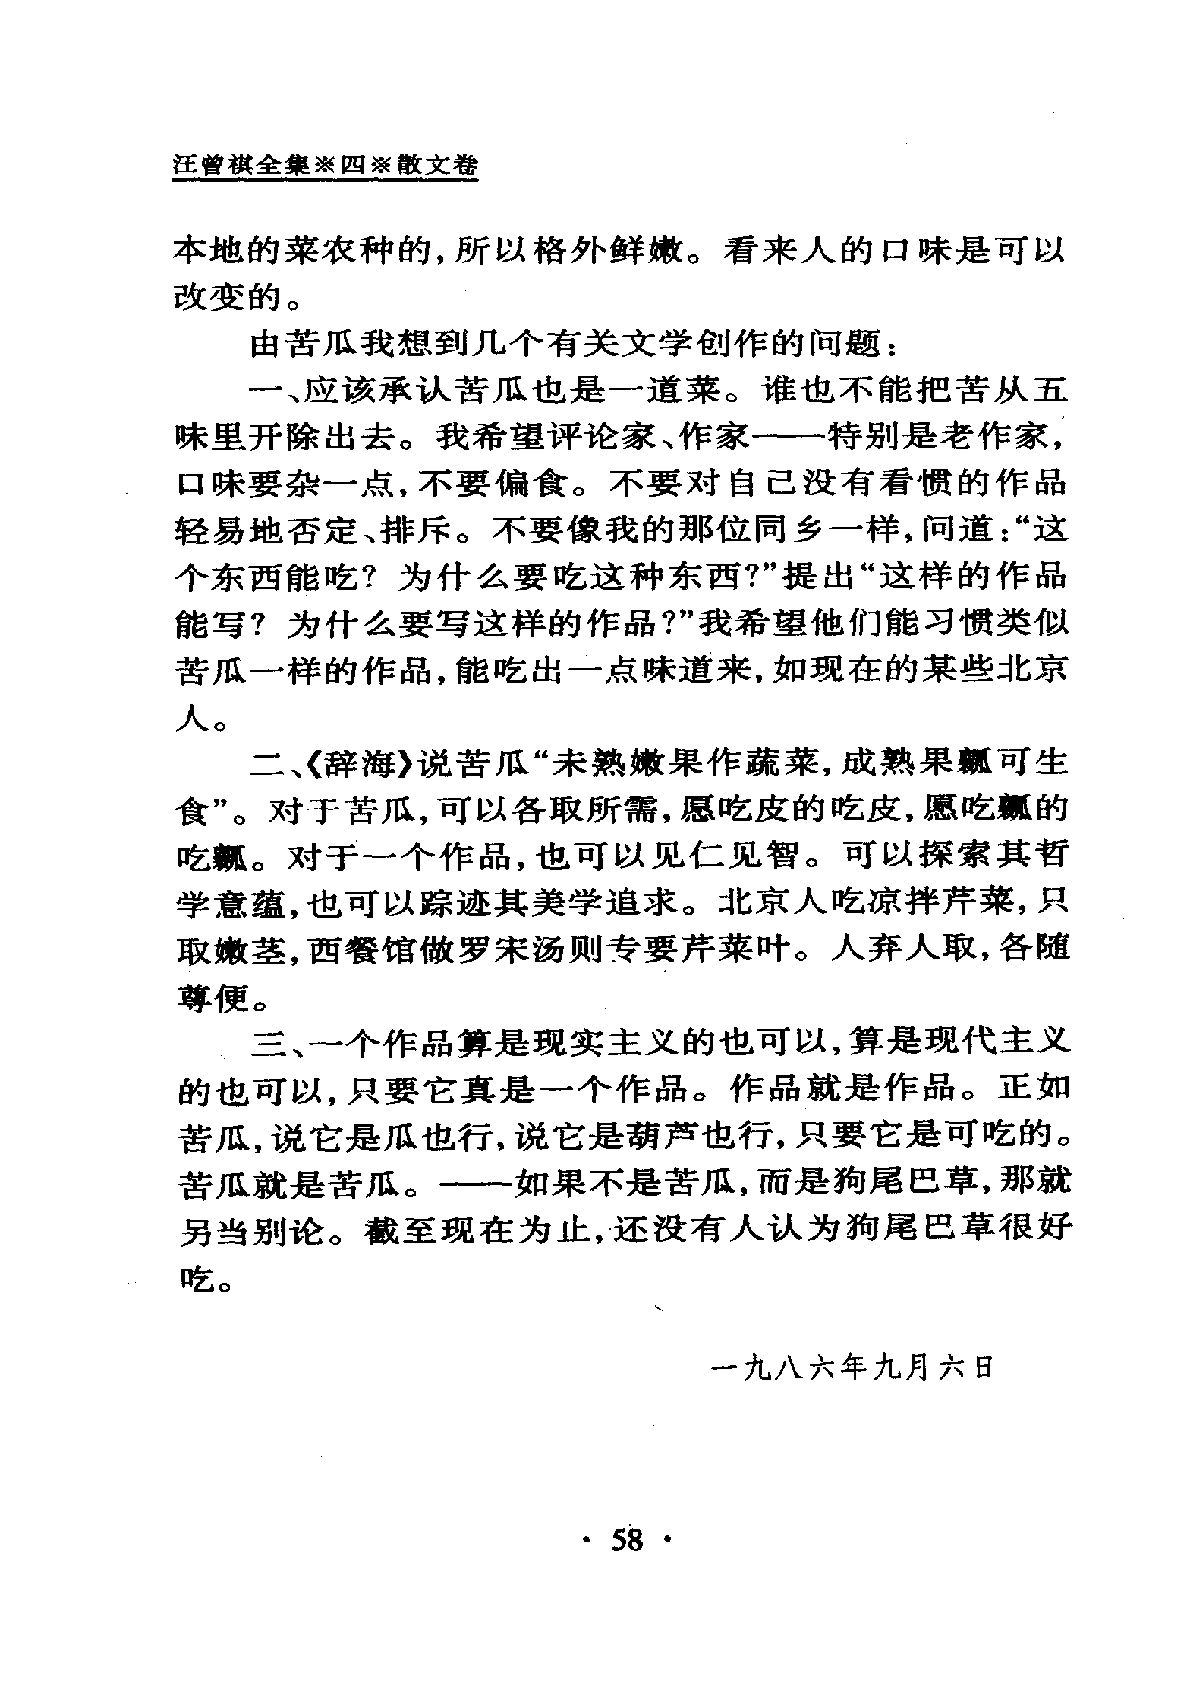 汪曾祺全集※四※散文卷
本地的菜农种的,所以格外鲜嫩。看来人的口味是可以
改变的。
由苦瓜我想到几个有关文学创作的问题:
一、应该承认苦瓜也是一道菜。谁也不能把苦从五
味里开除出去。我希望评论家、作家——特别是老作家,
口味要杂一点,不要偏食。不要对自己没有看惯的作品
轻易地否定、排斥。不要像我的那位同乡一样,问道:“这
个东西能吃？为什么要吃这种东西?”提出“这样的作品
能写？为什么要写这样的作品?”我希望他们能习惯类似
苦瓜一样的作品,能吃出一点味道来,如现在的某些北京
人。
二、《辞海》说苦瓜“未熟嫩果作蔬菜,成熟果瓤可生
食”。对于苦瓜,可以各取所需,愿吃皮的吃皮,愿吃瓤的
吃瓤。对于一个作品,也可以见仁见智。可以探索其哲
学意蕴,也可以踪迹其美学追求。北京人吃凉拌芹菜,只
取嫩茎,西餐馆做罗宋汤则专要芹菜叶。人弃人取,各随
尊便。
三、一个作品算是现实主义的也可以,算是现代主义
的也可以,只要它真是一个作品。作品就是作品。正如
苦瓜,说它是瓜也行,说它是葫芦也行,只要它是可吃的。
苦瓜就是苦瓜。——如果不是苦瓜,而是狗尾巴草,那就
另当别论。截至现在为止,还没有人认为狗尾巴草很好
吃。
一九八六年九月六日
· 58 ·